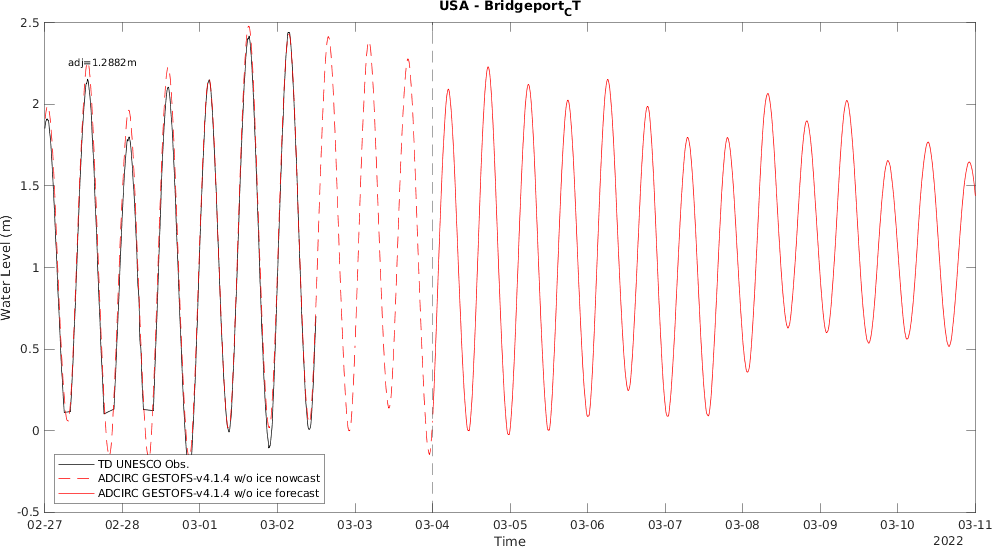 USA - Bridgeport_CT
2.5
adj=1.2882m
2
1.5
1
0.5
0
-0.5
Water Level (m)
TD UNESCO Obs.
ADCIRC GESTOFS-v4.1.4 w/o ice nowcast
ADCIRC GESTOFS-v4.1.4 w/o ice forecast
02-27 02-28 03-01 03-02 03-03 03-04 03-05 03-06 03-07 03-08 03-09 03-10 03-11
Time
2022